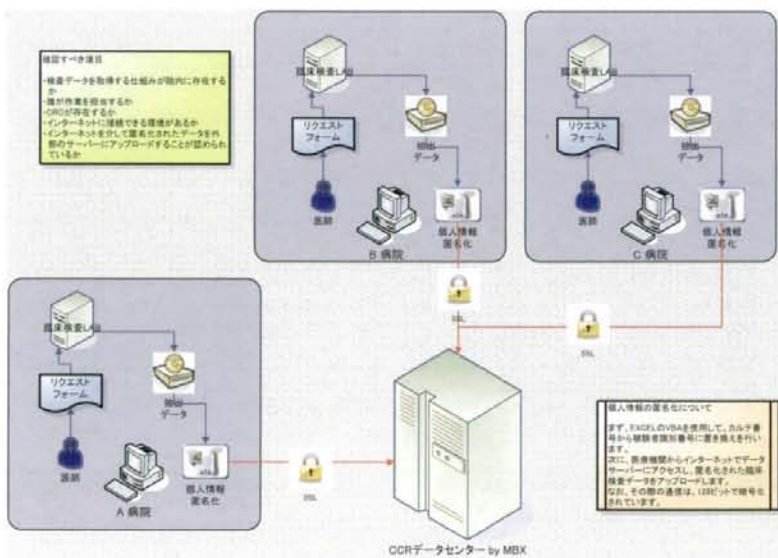 確認すべき項目
・検査データを取得する仕組みが院内に存在する
か
・誰が作業を担当するか
・CRCが存在するか
・インターネットに接続できる環境があるか
・インターネットを介して匿名化されたデータを外
部のサーバーにアップロードすることが認められ
ているか
臨床検査LAB
リクエスト
フォーム
医師
抽出
データ
個人情報
匿名化
B 病院
臨床検査LAB
リクエスト
フォーム
医師
抽出
データ
個人情報
匿名化
C 病院
SSL
SSL
臨床検査LAB
リクエスト
フォーム
医師
抽出
データ
個人情報
匿名化
A 病院
SSL
CCRデータセンター by MBX
個人情報の匿名化について
まず、EXCELのVBAを使用して、カルテ番
号から被験者識別番号に置き換えを行い
ます。
次に、医療機関からインターネットでデータ
サーバーにアクセスし、匿名化された臨床
検査データをアップロードします。
なお、その際の通信は、128ビットで暗号化
されています。